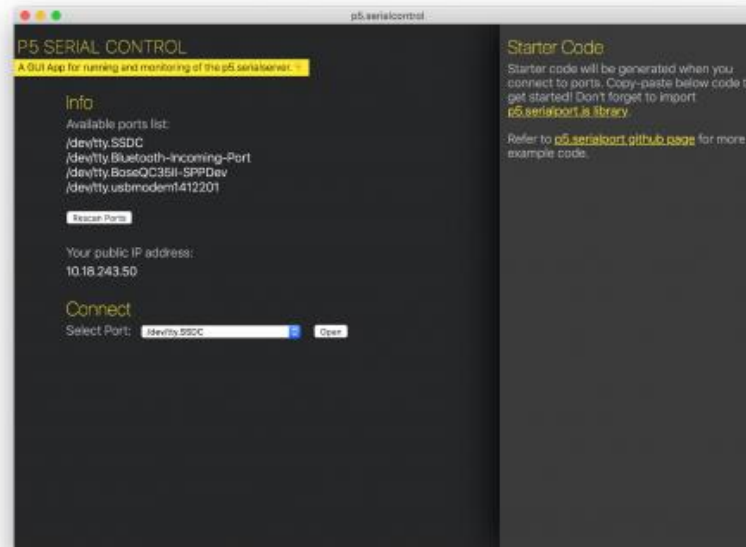 p5.serialcontrol
P5 SERIAL CONTROL
A GUI App for running and monitoring of the p5.serialserver.
Info
Available ports list:
/dev/tty.SSDC
/dev/tty.Bluetooth-Incoming-Port
/dev/tty.BoseQC35II-SPPDev
/dev/tty.usbmodem1412201
Rescan Ports
Your public IP address:
10.18.243.50
Connect
Select Port: /dev/tty.SSDC Open
Starter Code
Starter code will be generated when you
connect to ports. Copy-paste below code
get started! Don't forget to import
p5.serialport.js library.
Refer to p5.serialport github page for more
example code.